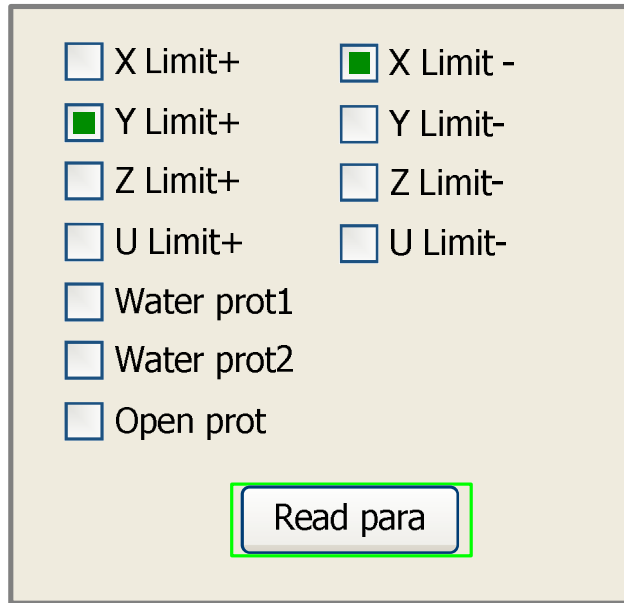 X Limit+ X Limit -
Y Limit+ Y Limit-
Z Limit+ Z Limit-
U Limit+ U Limit-
Water prot1
Water prot2
Open prot
Read para